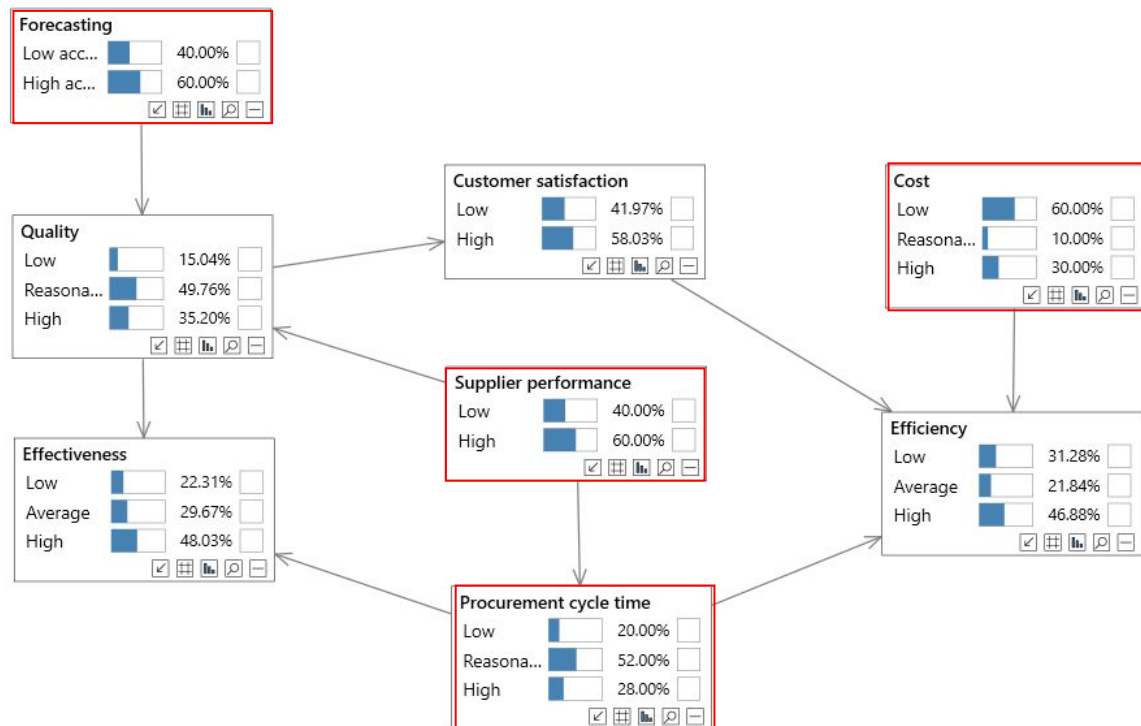 Forecasting
Low acc... 40.00%
High ac... 60.00%
Customer satisfaction
Low 41.97%
High 58.03%
Cost
Low 60.00%
Reasona... 10.00%
High 30.00%
Quality
Low 15.04%
Reasona... 49.76%
High 35.20%
Supplier performance
Low 40.00%
High 60.00%
Efficiency
Low 31.28%
Average 21.84%
High 46.88%
Effectiveness
Low 22.31%
Average 29.67%
High 48.03%
Procurement cycle time
Low 20.00%
Reasona... 52.00%
High 28.00%